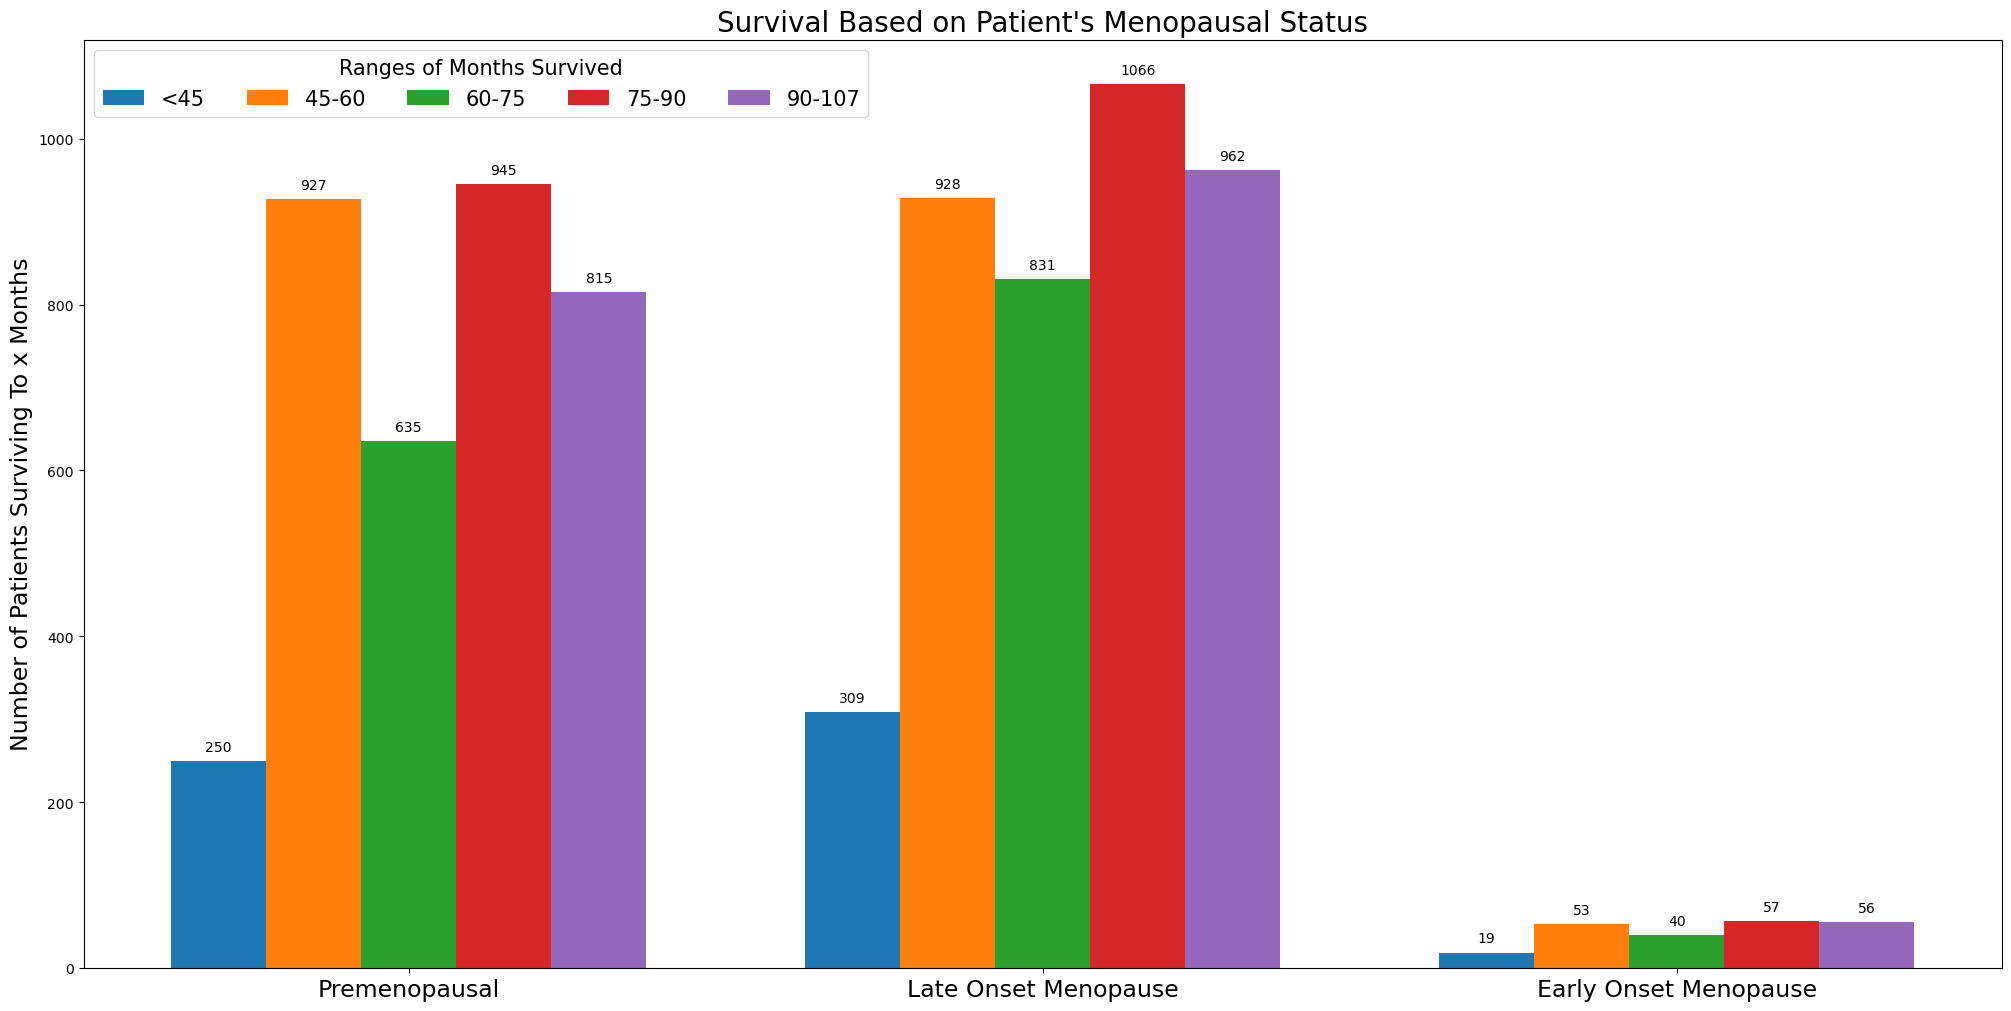 Survival Based on Patient's Menopausal Status
Ranges of Months Survived
<45 45-60 60-75 75-90 90-107
Number of Patients Surviving To x Months
1000
800
600
400
200
0
250 927 635 945 815
309 928 831 1066 962
19 53 40 57 56
Premenopausal Late Onset Menopause Early Onset Menopause